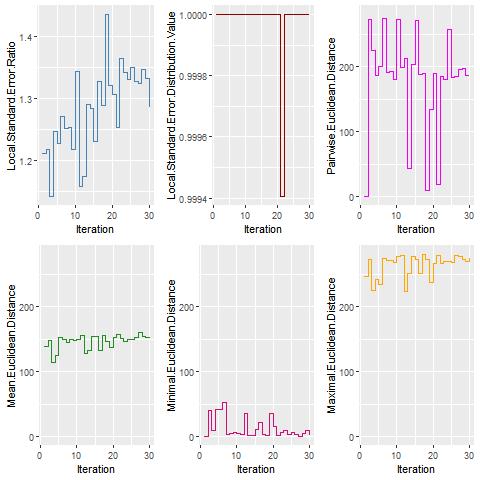 Local.Standard.Error.Ratio
1.4
1.3
1.2
0 10 20 30
Iteration
Local.Standard.Error.Distribution.Value
1.0000
0.9998
0.9996
0.9994
0 10 20 30
Iteration
Pairwise.Euclidean.Distance
200
100
0
0 10 20 30
Iteration
Mean.Euclidean.Distance
200
100
0
0 10 20 30
Iteration
Minimal.Euclidean.Distance
200
100
0
0 10 20 30
Iteration
Maximal.Euclidean.Distance
200
100
0
0 10 20 30
Iteration